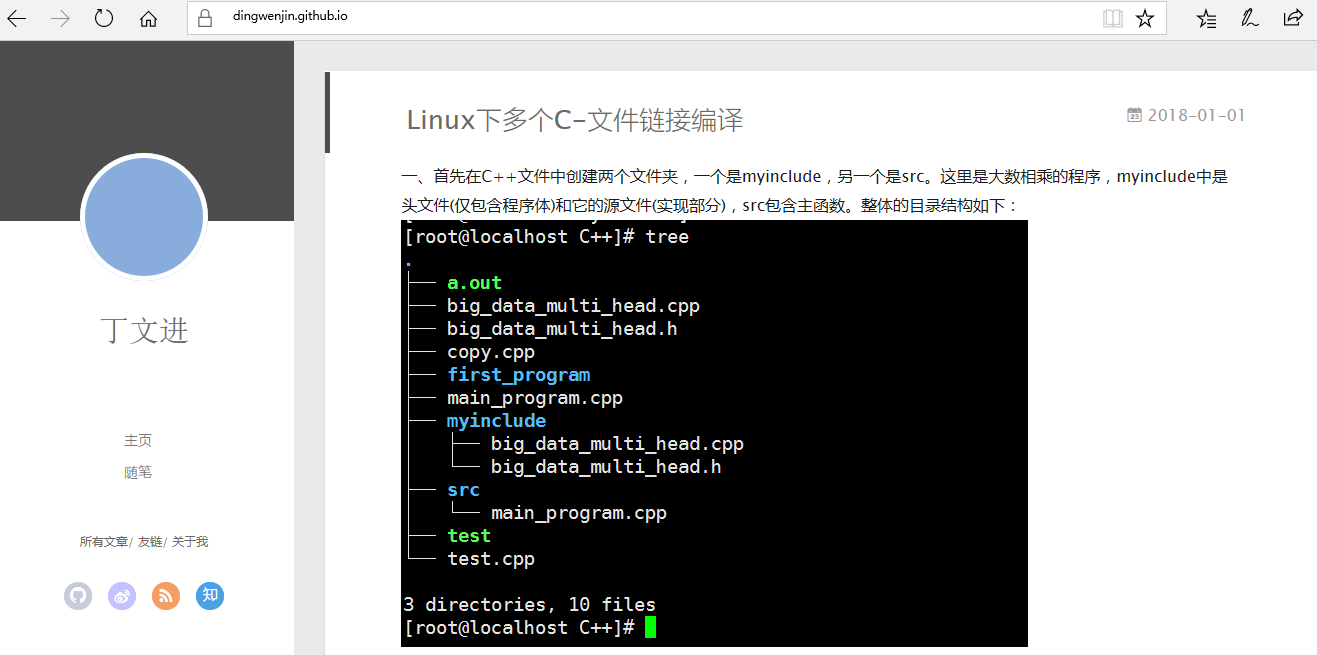 dingwenjin.github.io
丁文进
主页
随笔
所有文章/ 友链/ 关于我
知
Linux下多个C-文件链接编译
23 2018-01-01
一、首先在C++文件中创建两个文件夹，一个是myinclude，另一个是src。这里是大数相乘的程序，myinclude中是
头文件(仅包含程序体)和它的源文件(实现部分)，src包含主函数。整体的目录结构如下：
[root@localhost C++]# tree
.
├── a.out
├── big_data_multi_head.cpp
├── big_data_multi_head.h
├── copy.cpp
├── first_program
├── main_program.cpp
├── myinclude
│   ├── big_data_multi_head.cpp
│   └── big_data_multi_head.h
├── src
│   └── main_program.cpp
├── test
└── test.cpp
3 directories, 10 files
[root@localhost C++]#